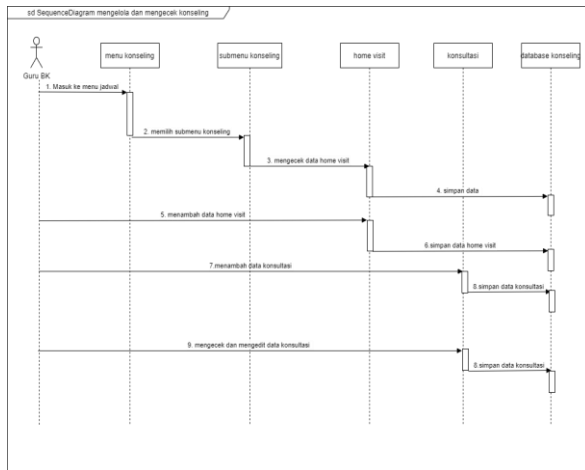 sd SequenceDiagram mengelola dan mengecek konseling
menu konseling
submenu konseling
home visit
konsultasi
database konseling
Guru BK
1. Masuk ke menu jadwal
2. memilih submenu konseling
3. mengecek data home visit
4. simpan data
5. menambah data home visit
6.simpan data home visit
7.menambah data konsultasi
8.simpan data konsultasi
9. mengecek dan mengedit data konsultasi
8.simpan data konsultasi